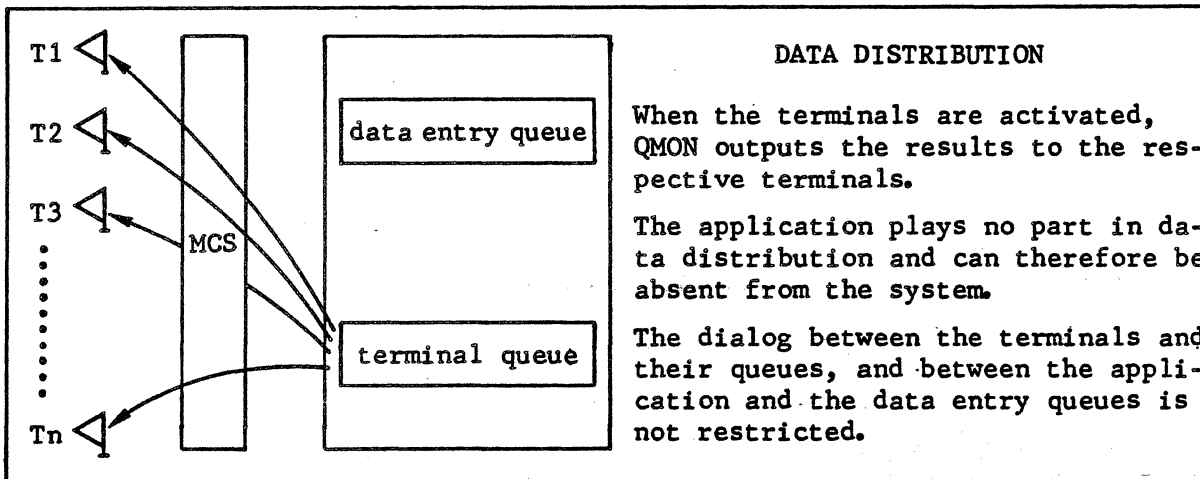 T1
T2
T3
Tn
MCS
data entry queue
terminal queue
DATA DISTRIBUTION
When the terminals are activated,
QMON outputs the results to the res-
pective terminals.
The application plays no part in da-
ta distribution and can therefore be
absent from the system.
The dialog between the terminals and
their queues, and between the appli-
cation and the data entry queues is
not restricted.